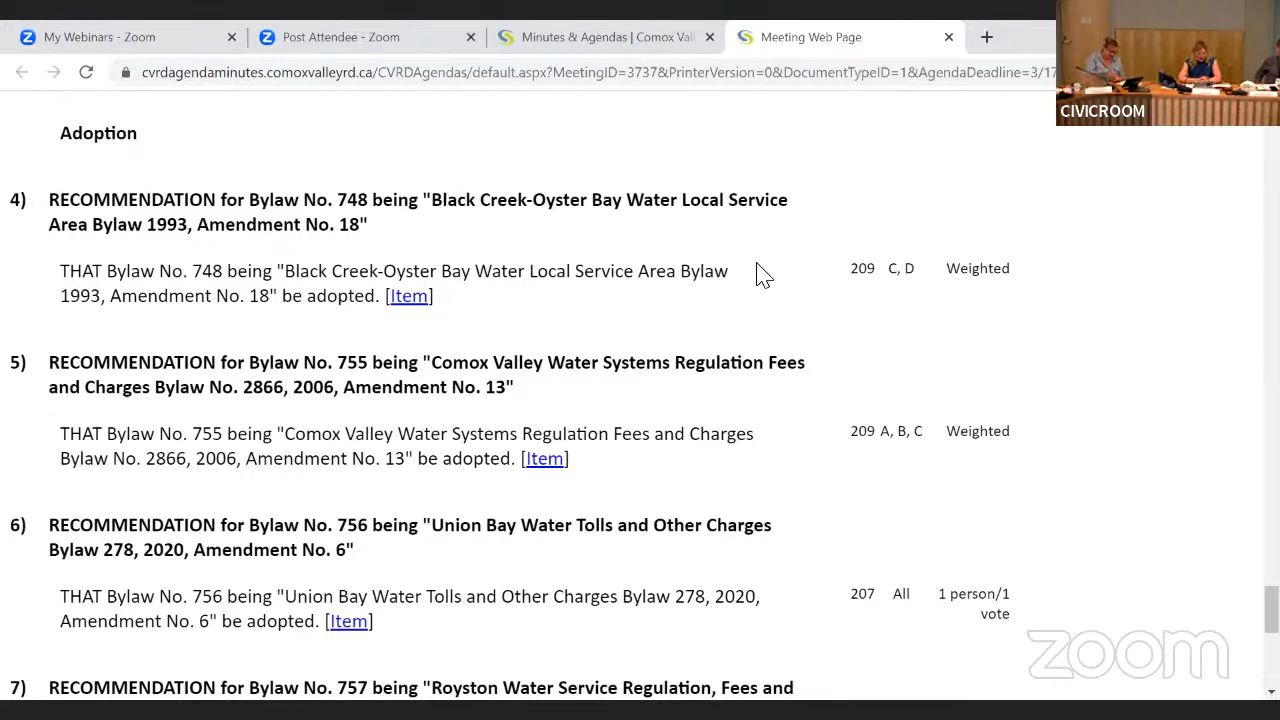 My Webinars - Zoom
Post Attendee - Zoom
Minutes & Agendas | Comox Val
Meeting Web Page
cvrdagendaminutes.comoxvalleyrd.ca/CVRDAgendas/default.aspx?MeetingID=3737&PrinterVersion=0&DocumentTypeID=1&AgendaDeadline=3/17
CIVICROOM
Adoption
4) RECOMMENDATION for Bylaw No. 748 being "Black Creek-Oyster Bay Water Local Service
Area Bylaw 1993, Amendment No. 18"
THAT Bylaw No. 748 being "Black Creek-Oyster Bay Water Local Service Area Bylaw 209 C, D Weighted
1993, Amendment No. 18" be adopted. [Item]
5) RECOMMENDATION for Bylaw No. 755 being "Comox Valley Water Systems Regulation Fees
and Charges Bylaw No. 2866, 2006, Amendment No. 13"
THAT Bylaw No. 755 being "Comox Valley Water Systems Regulation Fees and Charges 209 A, B, C Weighted
Bylaw No. 2866, 2006, Amendment No. 13" be adopted. [Item]
6) RECOMMENDATION for Bylaw No. 756 being "Union Bay Water Tolls and Other Charges
Bylaw 278, 2020, Amendment No. 6"
THAT Bylaw No. 756 being "Union Bay Water Tolls and Other Charges Bylaw 278, 2020, 207 All 1 person/1
Amendment No. 6" be adopted. [Item] vote
zoom
7) RECOMMENDATION for Bylaw No. 757 being "Royston Water Service Regulation, Fees and